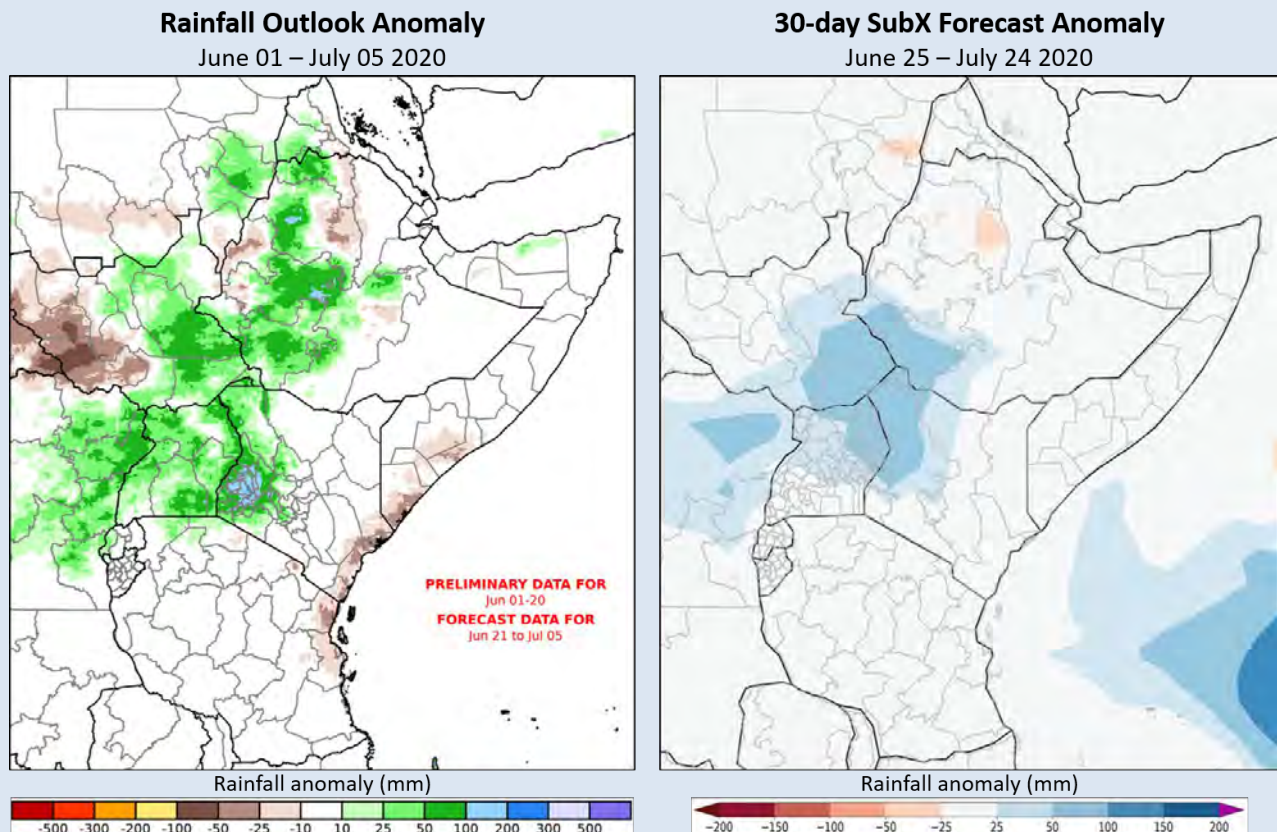 Rainfall Outlook Anomaly
June 01 – July 05 2020
PRELIMINARY DATA FOR
Jun 01-20
FORECAST DATA FOR
Jun 21 to Jul 05
Rainfall anomaly (mm)
-500 -300 -200 -100 -50 -25 -10 10 25 50 100 200 300 500
30-day SubX Forecast Anomaly
June 25 – July 24 2020
Rainfall anomaly (mm)
−200 −150 −100 −50 −25 25 50 100 150 200